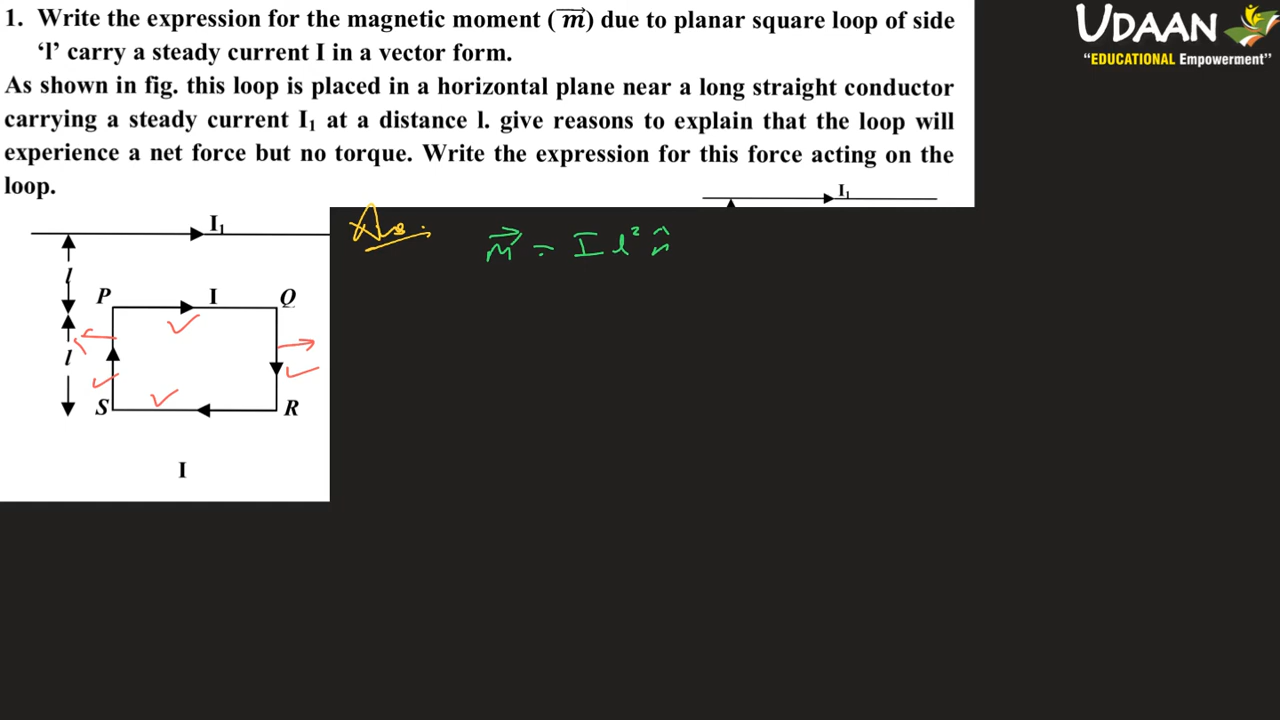 1. Write the expression for the magnetic moment (m⃗) due to planar square loop of side
‘l’ carry a steady current I in a vector form.
As shown in fig. this loop is placed in a horizontal plane near a long straight conductor
carrying a steady current I₁ at a distance l. give reasons to explain that the loop will
experience a net force but no torque. Write the expression for this force acting on the
loop.
UDAAN
“EDUCATIONAL Empowerment”
I₁
I₁
Ans.
M⃗ = I l² n̂
l
P I Q
l
S R
I